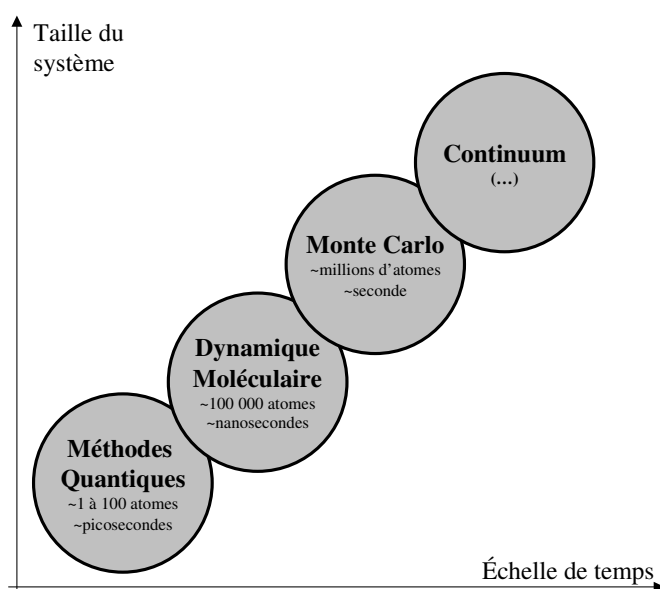 Taille du
système
Continuum
(...)
Monte Carlo
~millions d'atomes
~seconde
Dynamique
Moléculaire
~100 000 atomes
~nanosecondes
Méthodes
Quantiques
~1 à 100 atomes
~picosecondes
Échelle de temps